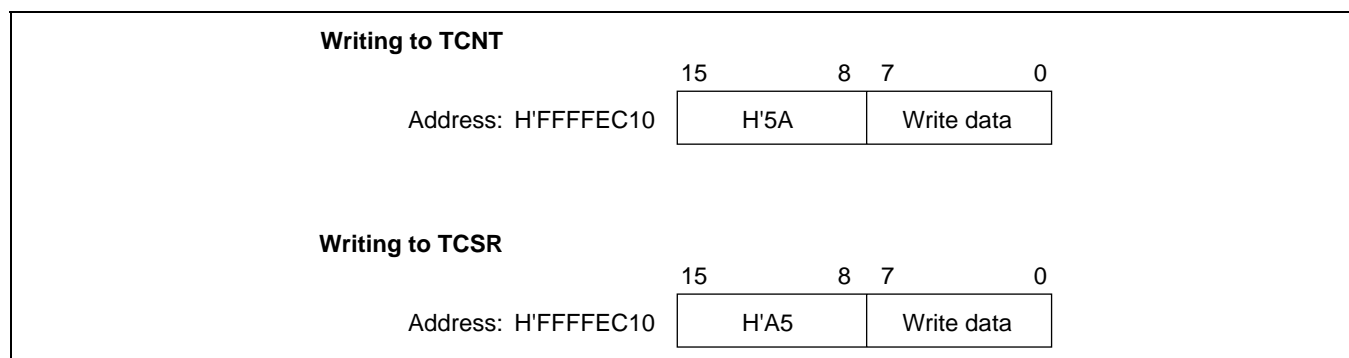 Writing to TCNT
15 8 7 0
Address: H'FFFFEC10 H'5A Write data
Writing to TCSR
15 8 7 0
Address: H'FFFFEC10 H'A5 Write data